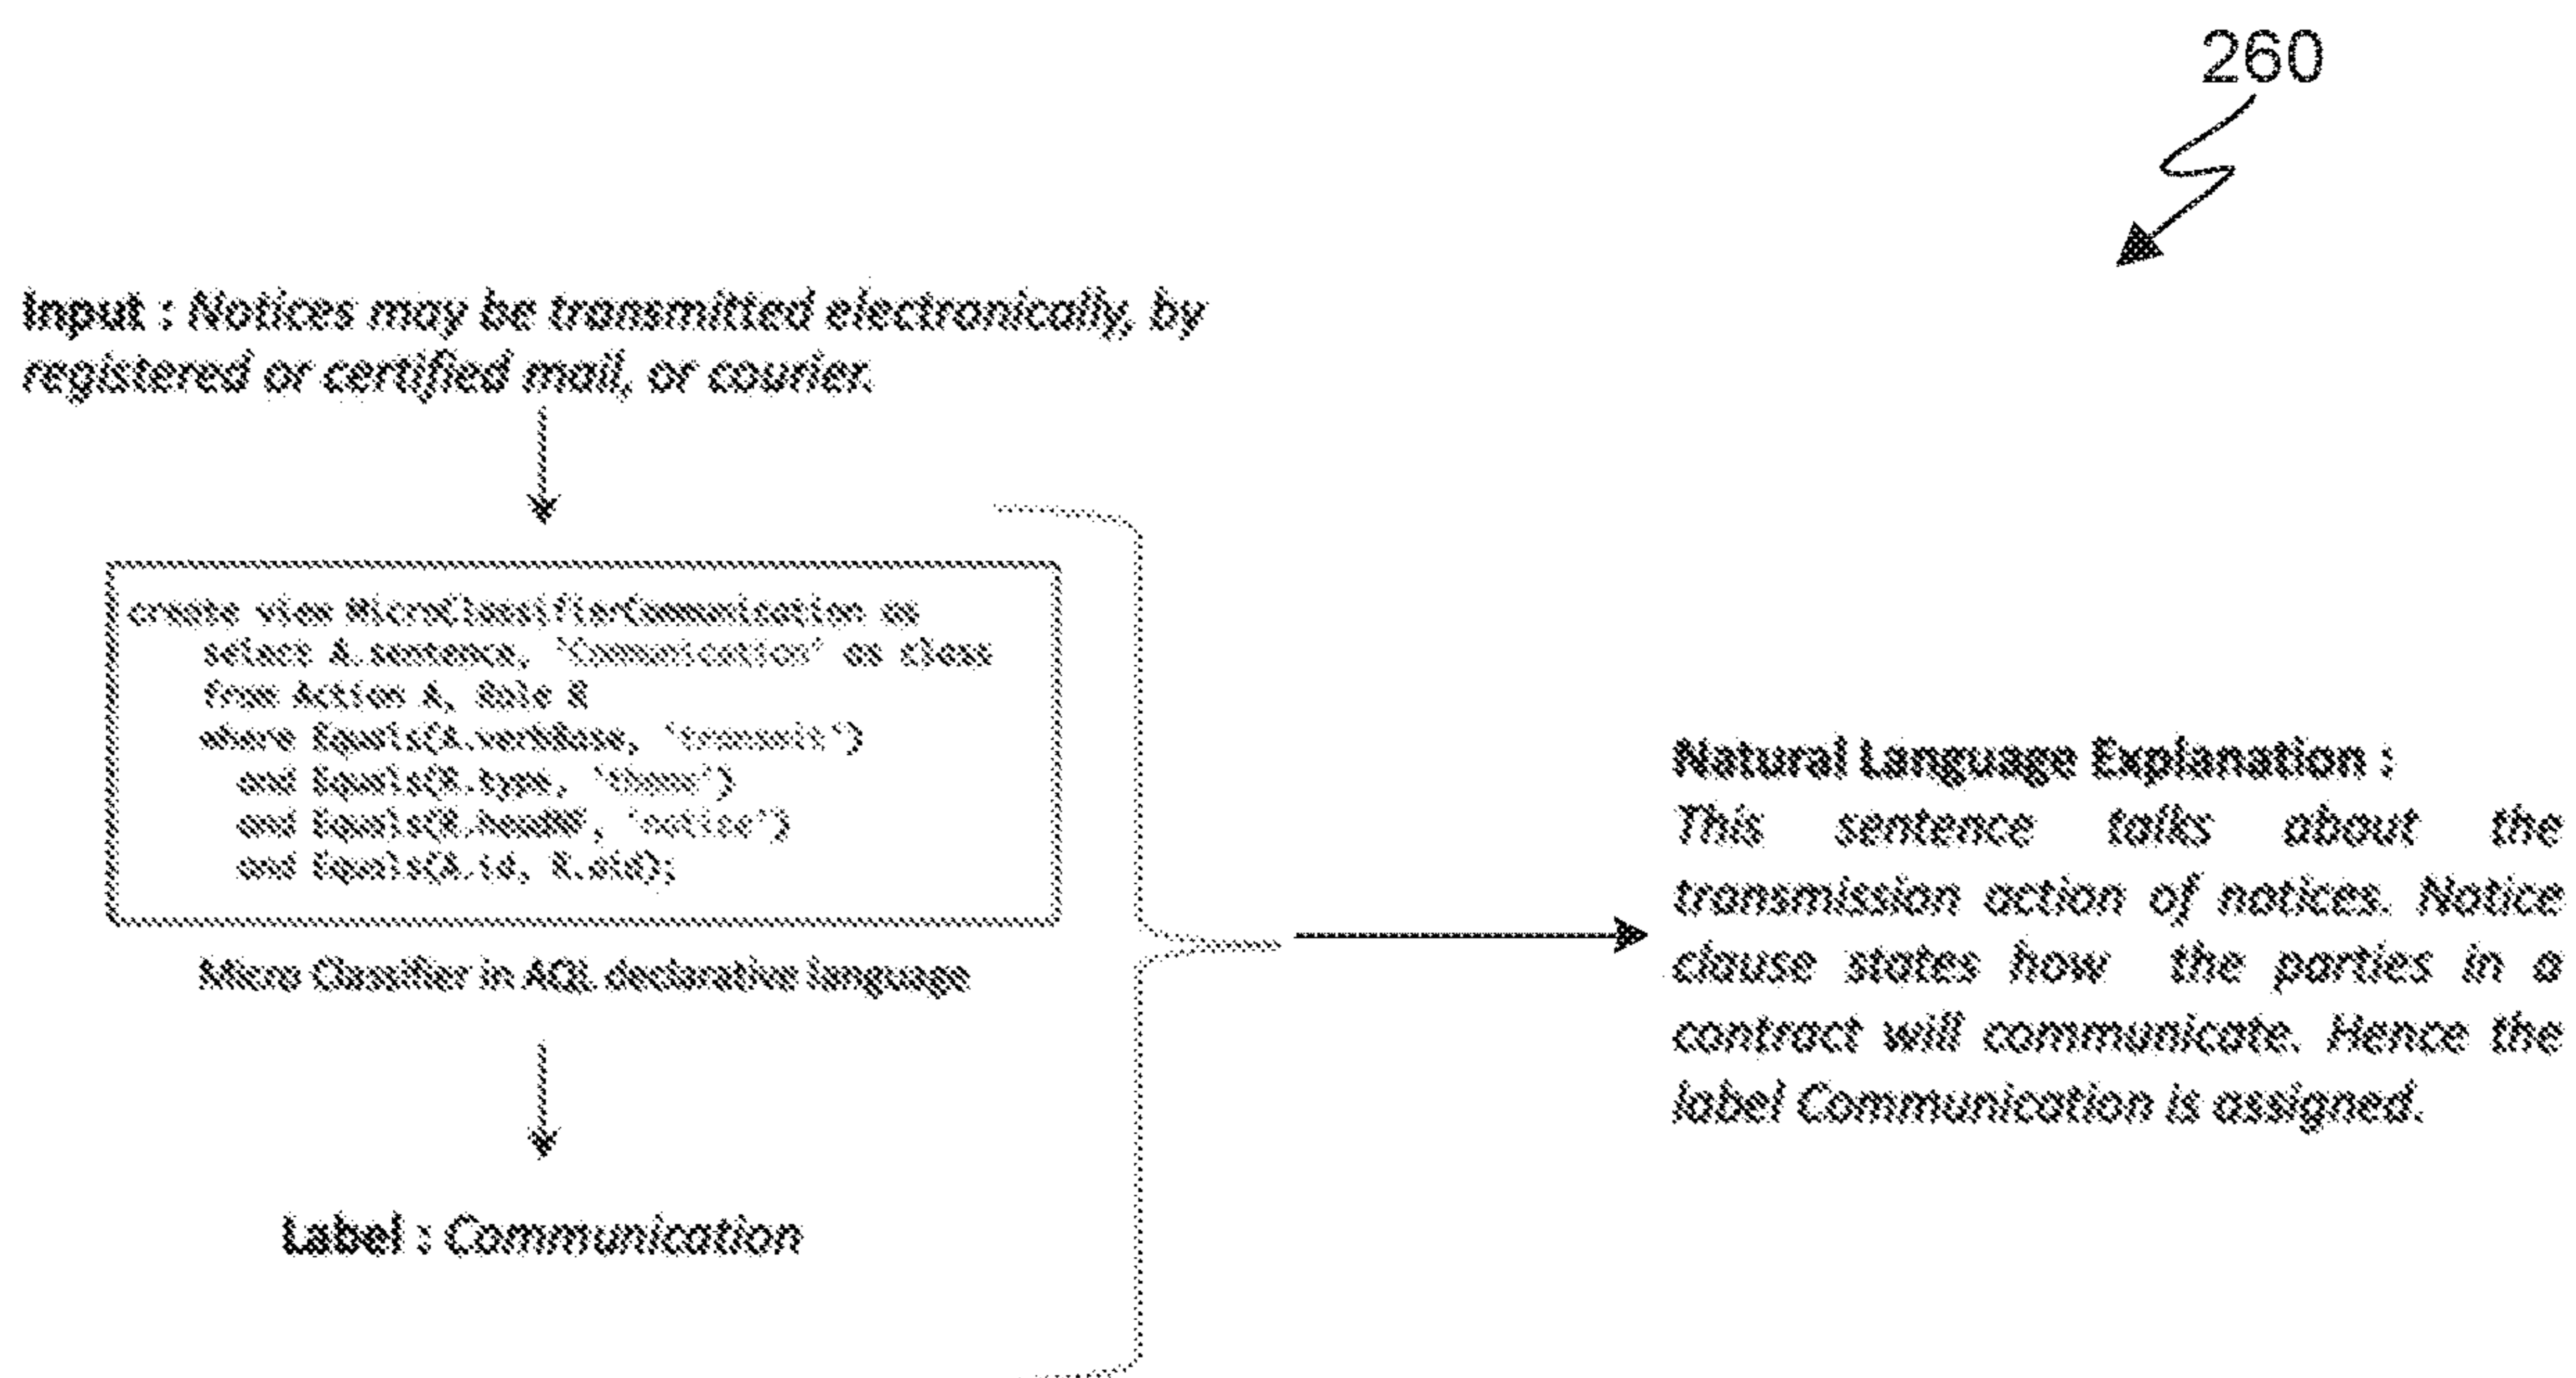 260
Input : Notices may be transmitted electronically, by
registered or certified mail, or courier.
create view MicroClassifierCommunication as
select A.sentence, 'Communication' as class
from Action A, Role R
where Equals(A.verbBase, 'transmit')
and Equals(R.type, 'theme')
and Equals(R.headNF, 'notice')
and Equals(A.id, R.aid);
Micro Classifier in AQL declarative language
Label : Communication
Natural Language Explanation :
This sentence talks about the
transmission action of notices. Notice
clause states how the parties in a
contract will communicate. Hence the
label Communication is assigned.